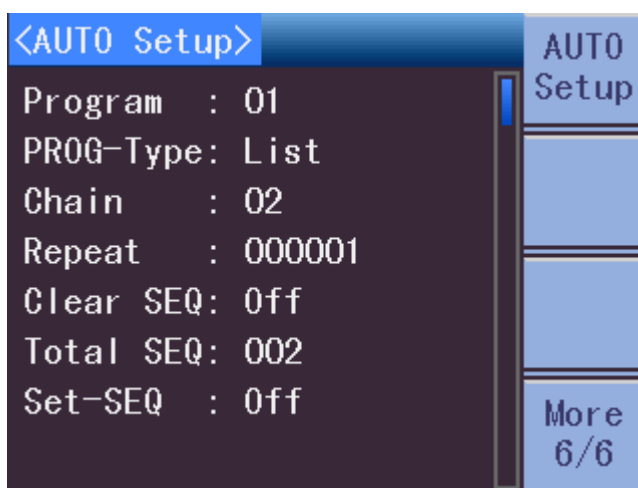 <AUTO Setup>
Program : 01
PROG-Type: List
Chain : 02
Repeat : 000001
Clear SEQ: Off
Total SEQ: 002
Set-SEQ : Off
AUTO
Setup
More
6/6